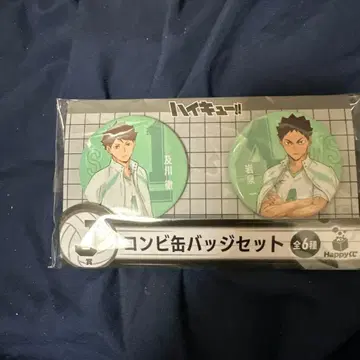 ハイキュー!!
及川 徹
岩泉 一
賞
コンビ缶バッジセット
全6種
Happyくじ